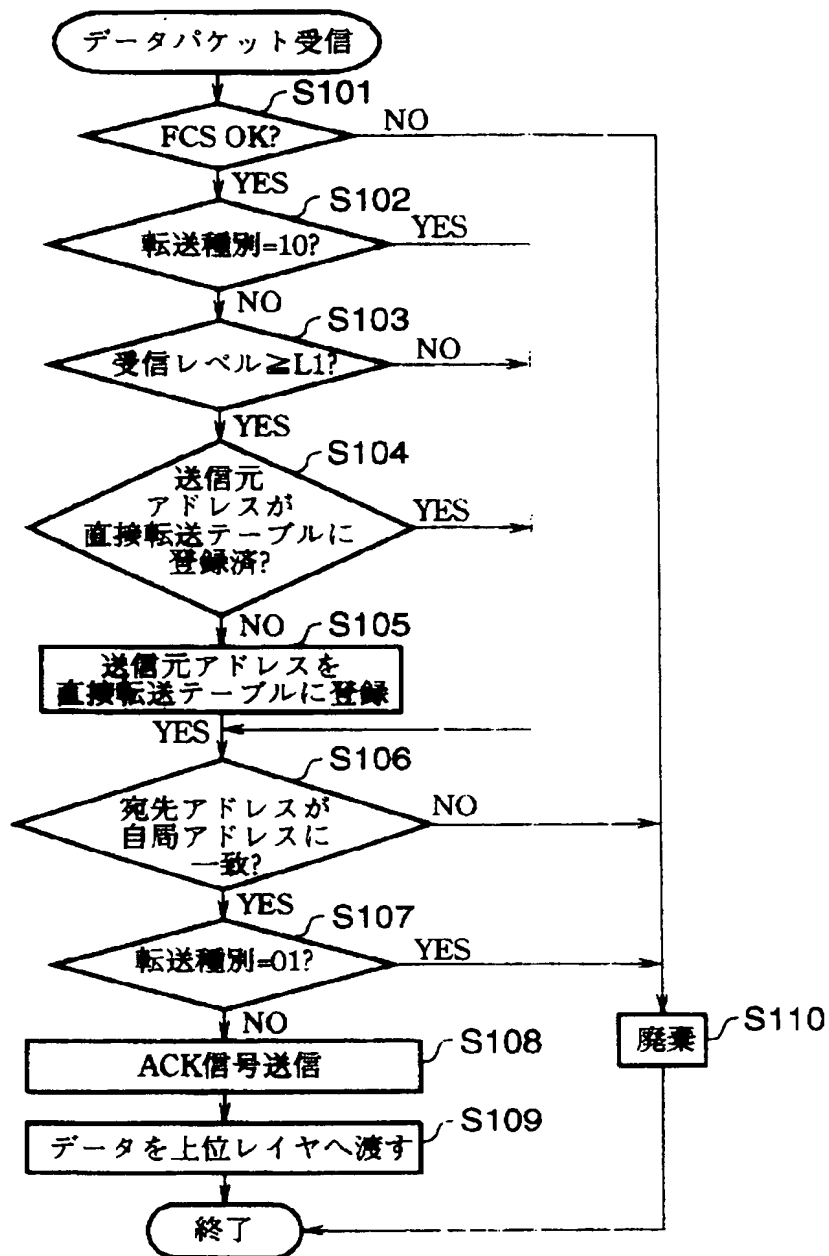 データパケット受信
S101
FCS OK?
NO
YES
S102
転送種別=10?
YES
NO
S103
受信レベル≧L1?
NO
YES
S104
送信元
アドレスが
直接転送テーブルに
登録済?
YES
NO
S105
送信元アドレスを
直接転送テーブルに登録
YES
S106
宛先アドレスが
自局アドレスに
一致?
NO
YES
S107
転送種別=01?
YES
NO
S108
ACK信号送信
S110
廃棄
S109
データを上位レイヤへ渡す
終了